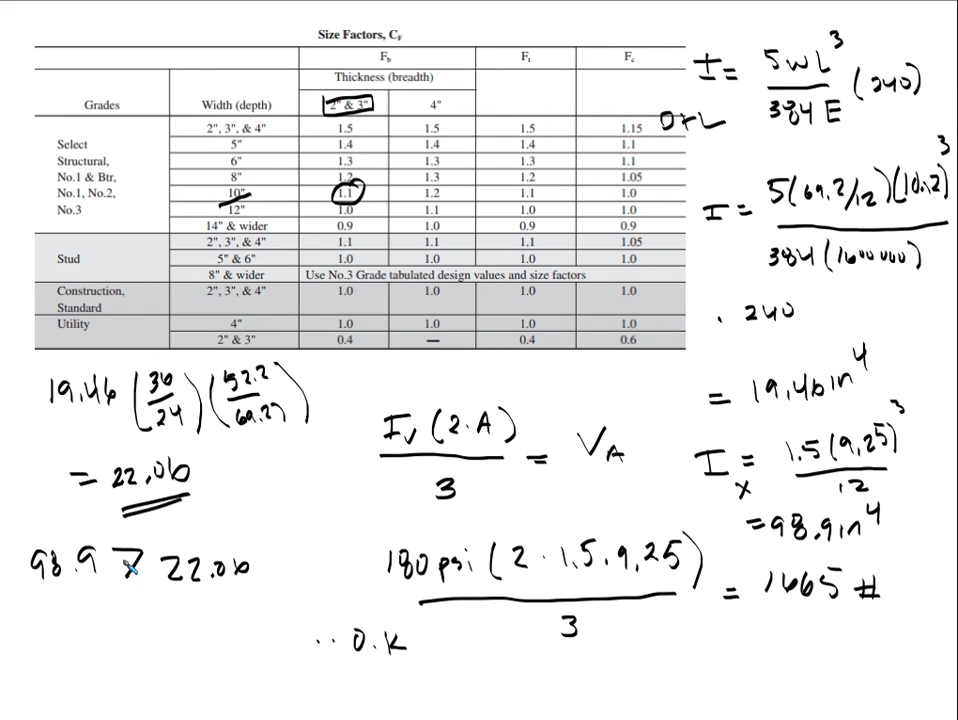 Size Factors, CF
Fb Ft Fc
Thickness (breadth)
Grades Width (depth) 2" & 3" 4"
2", 3", & 4" 1.5 1.5 1.5 1.15
Select 5" 1.4 1.4 1.4 1.1
Structural, 6" 1.3 1.3 1.3 1.1
No.1 & Btr, 8" 1.2 1.3 1.2 1.05
No.1, No.2, 10" 1.1 1.2 1.1 1.0
No.3 12" 1.0 1.1 1.0 1.0
14" & wider 0.9 1.0 0.9 0.9
2", 3", & 4" 1.1 1.1 1.1 1.05
Stud 5" & 6" 1.0 1.0 1.0 1.0
8" & wider Use No.3 Grade tabulated design values and size factors
Construction, 2", 3", & 4" 1.0 1.0 1.0 1.0
Standard
Utility 4" 1.0 1.0 1.0 1.0
2" & 3" 0.4 — 0.4 0.6
I = 5wL³ / 384E (240)
D+L
I = 5(69.2/12)(10.12)³ / 384(1600000)
. 240
= 19.46 in⁴
Ix = 1.5(9.25)³ / 12
= 98.9 in⁴
19.46 (36/24)(52.2/69.2)
= 22.06
98.9 > 22.06
Fv (2·A) / 3 = VA
180 psi (2 · 1.5 · 9.25) / 3 = 1665 #
.. O.K